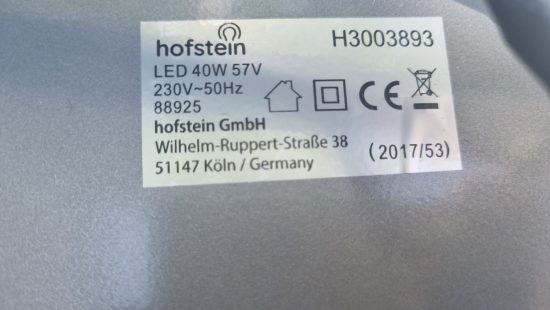 hofstein H3003893
LED 40W 57V
230V~50Hz
88925
hofstein GmbH
Wilhelm-Ruppert-Straße 38
51147 Köln / Germany (2017/53)
CE